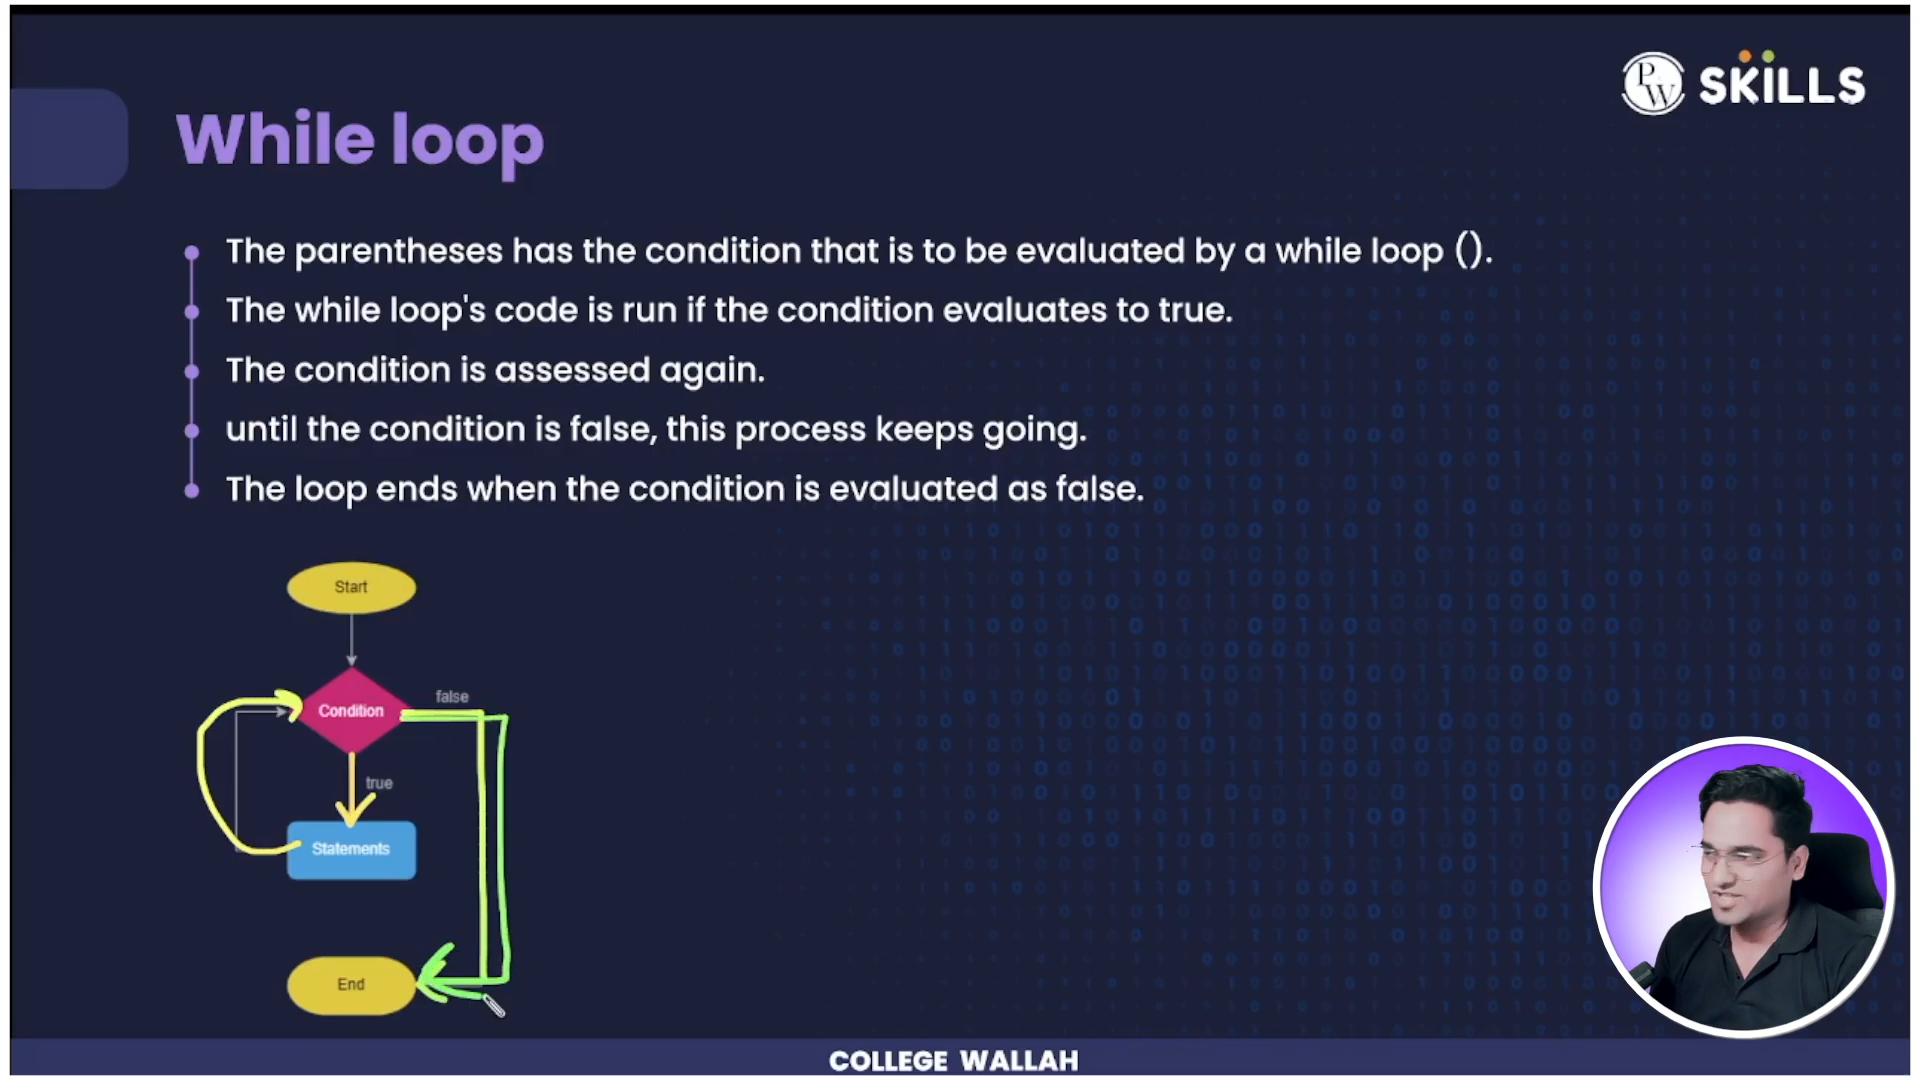 PW SKILLS
While loop
The parentheses has the condition that is to be evaluated by a while loop ().
The while loop's code is run if the condition evaluates to true.
The condition is assessed again.
until the condition is false, this process keeps going.
The loop ends when the condition is evaluated as false.
Start
false
Condition
true
Statements
End
COLLEGE WALLAH